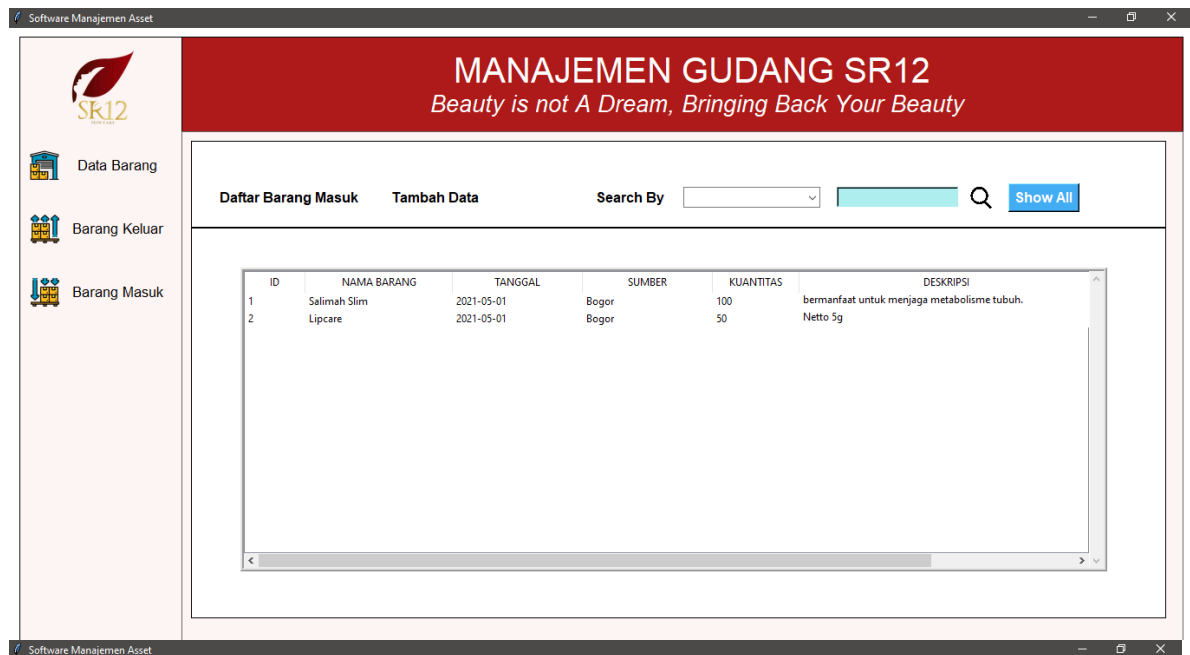 Software Manajemen Asset
SR12
SKIN CARE
MANAJEMEN GUDANG SR12
Beauty is not A Dream, Bringing Back Your Beauty
Data Barang
Barang Keluar
Barang Masuk
Daftar Barang Masuk Tambah Data Search By Show All
ID NAMA BARANG TANGGAL SUMBER KUANTITAS DESKRIPSI
1 Salimah Slim 2021-05-01 Bogor 100 bermanfaat untuk menjaga metabolisme tubuh.
2 Lipcare 2021-05-01 Bogor 50 Netto 5g
Software Manajemen Asset